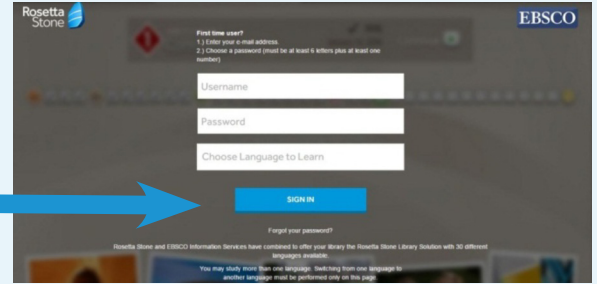 Rosetta
Stone
EBSCO
First time user?
1.) Enter your e-mail address.
2.) Choose a password (must be at least 6 letters plus at least one
number)
Username
Password
Choose Language to Learn
SIGN IN
Forgot your password?
Rosetta Stone and EBSCO Information Services have combined to offer your library the Rosetta Stone Library Solution with 30 different
languages available.
You may study more than one language. Switching from one language to
another language must be performed only on this page.